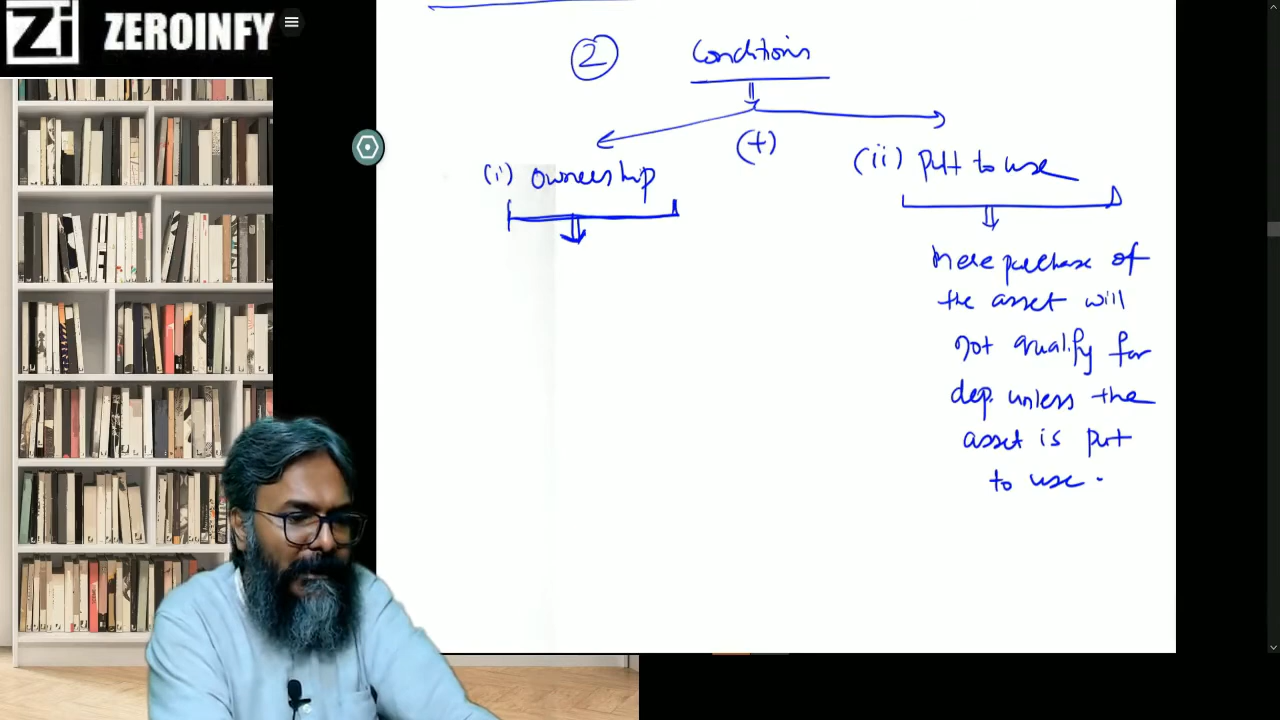 Zi ZEROINFY
(2) Conditions
(+)
(i) Ownership
(ii) Put to use
Mere purchase of
the asset will
not qualify for
dep. unless the
asset is put
to use.